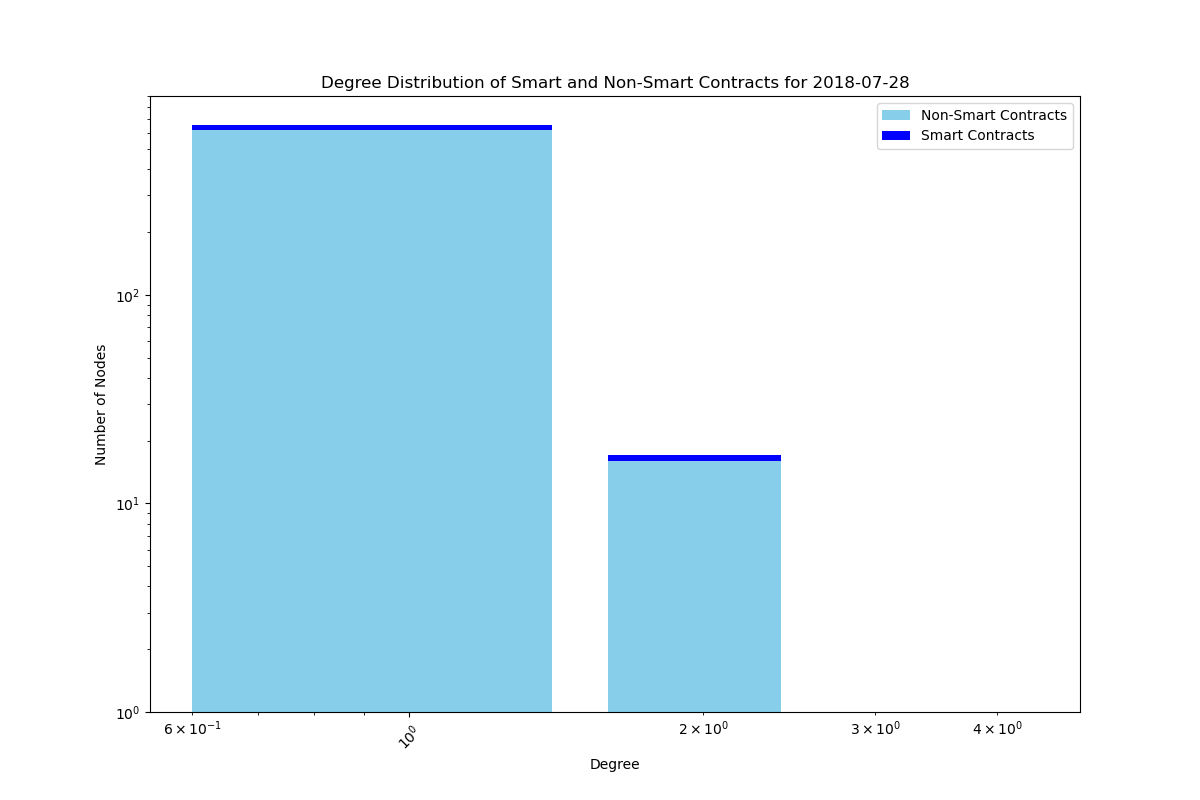 Degree Distribution of Smart and Non-Smart Contracts for 2018-07-28
Non-Smart Contracts
Smart Contracts
Number of Nodes
10²
10¹
10⁰
6 × 10⁻¹
10⁰
2 × 10⁰
3 × 10⁰
4 × 10⁰
Degree